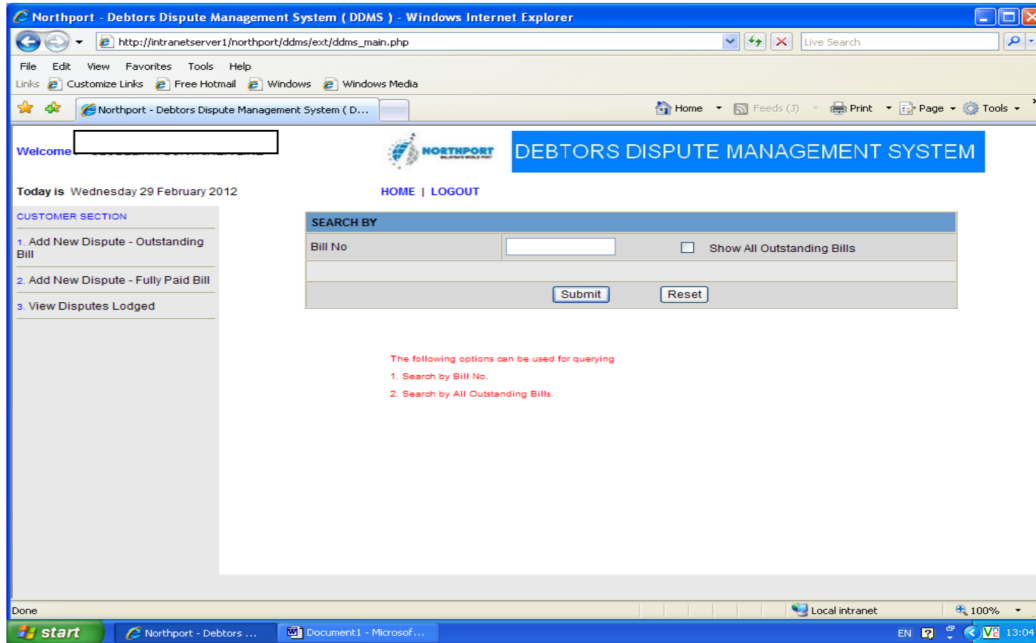 Northport - Debtors Dispute Management System ( DDMS ) - Windows Internet Explorer
http://intranetserver1/northport/ddms/ext/ddms_main.php
Live Search
File Edit View Favorites Tools Help
Links Customize Links Free Hotmail Windows Windows Media
Northport - Debtors Dispute Management System ( D...
Home Feeds (J) Print Page Tools
Welcome
NORTHPORT
DEBTORS DISPUTE MANAGEMENT SYSTEM
Today is Wednesday 29 February 2012
HOME | LOGOUT
CUSTOMER SECTION
1. Add New Dispute - Outstanding
Bill
2. Add New Dispute - Fully Paid Bill
3. View Disputes Lodged
SEARCH BY
Bill No
Show All Outstanding Bills
Submit Reset
The following options can be used for querying
1. Search by Bill No.
2. Search by All Outstanding Bills.
Done
Local intranet
100%
start
Northport - Debtors ...
Document1 - Microsof...
EN
13:04